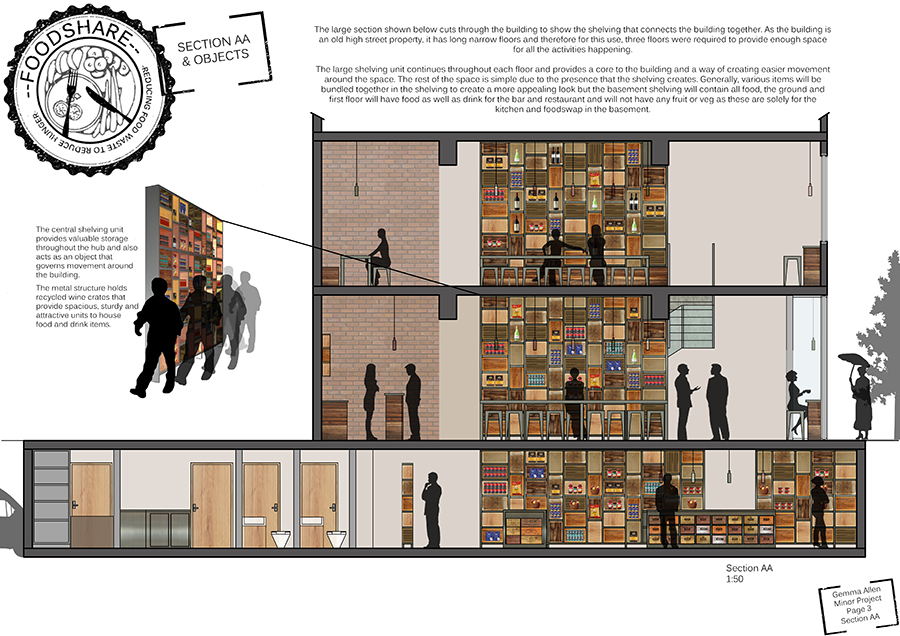 --FOODSHARE--
·REDUCING FOOD WASTE TO REDUCE HUNGER·
SECTION AA
& OBJECTS
The large section shown below cuts through the building to show the shelving that connects the building together. As the building is
an old high street property, it has long narrow floors and therefore for this use, three floors were required to provide enough space
for all the activities happening.
The large shelving unit continues throughout each floor and provides a core to the building and a way of creating easier movement
around the space. The rest of the space is simple due to the presence that the shelving creates. Generally, various items will be
bundled together in the shelving to create a more appealing look but the basement shelving will contain all food, the ground and
first floor will have food as well as drink for the bar and restaurant and will not have any fruit or veg as these are solely for the
kitchen and foodswap in the basement.
The central shelving unit
provides valuable storage
throughout the hub and also
acts as an object that
governs movement around
the building.
The metal structure holds
recycled wine crates that
provide spacious, sturdy and
attractive units to house
food and drink items.
Section AA
1:50
Gemma Allen
Minor Project
Page 3
Section AA